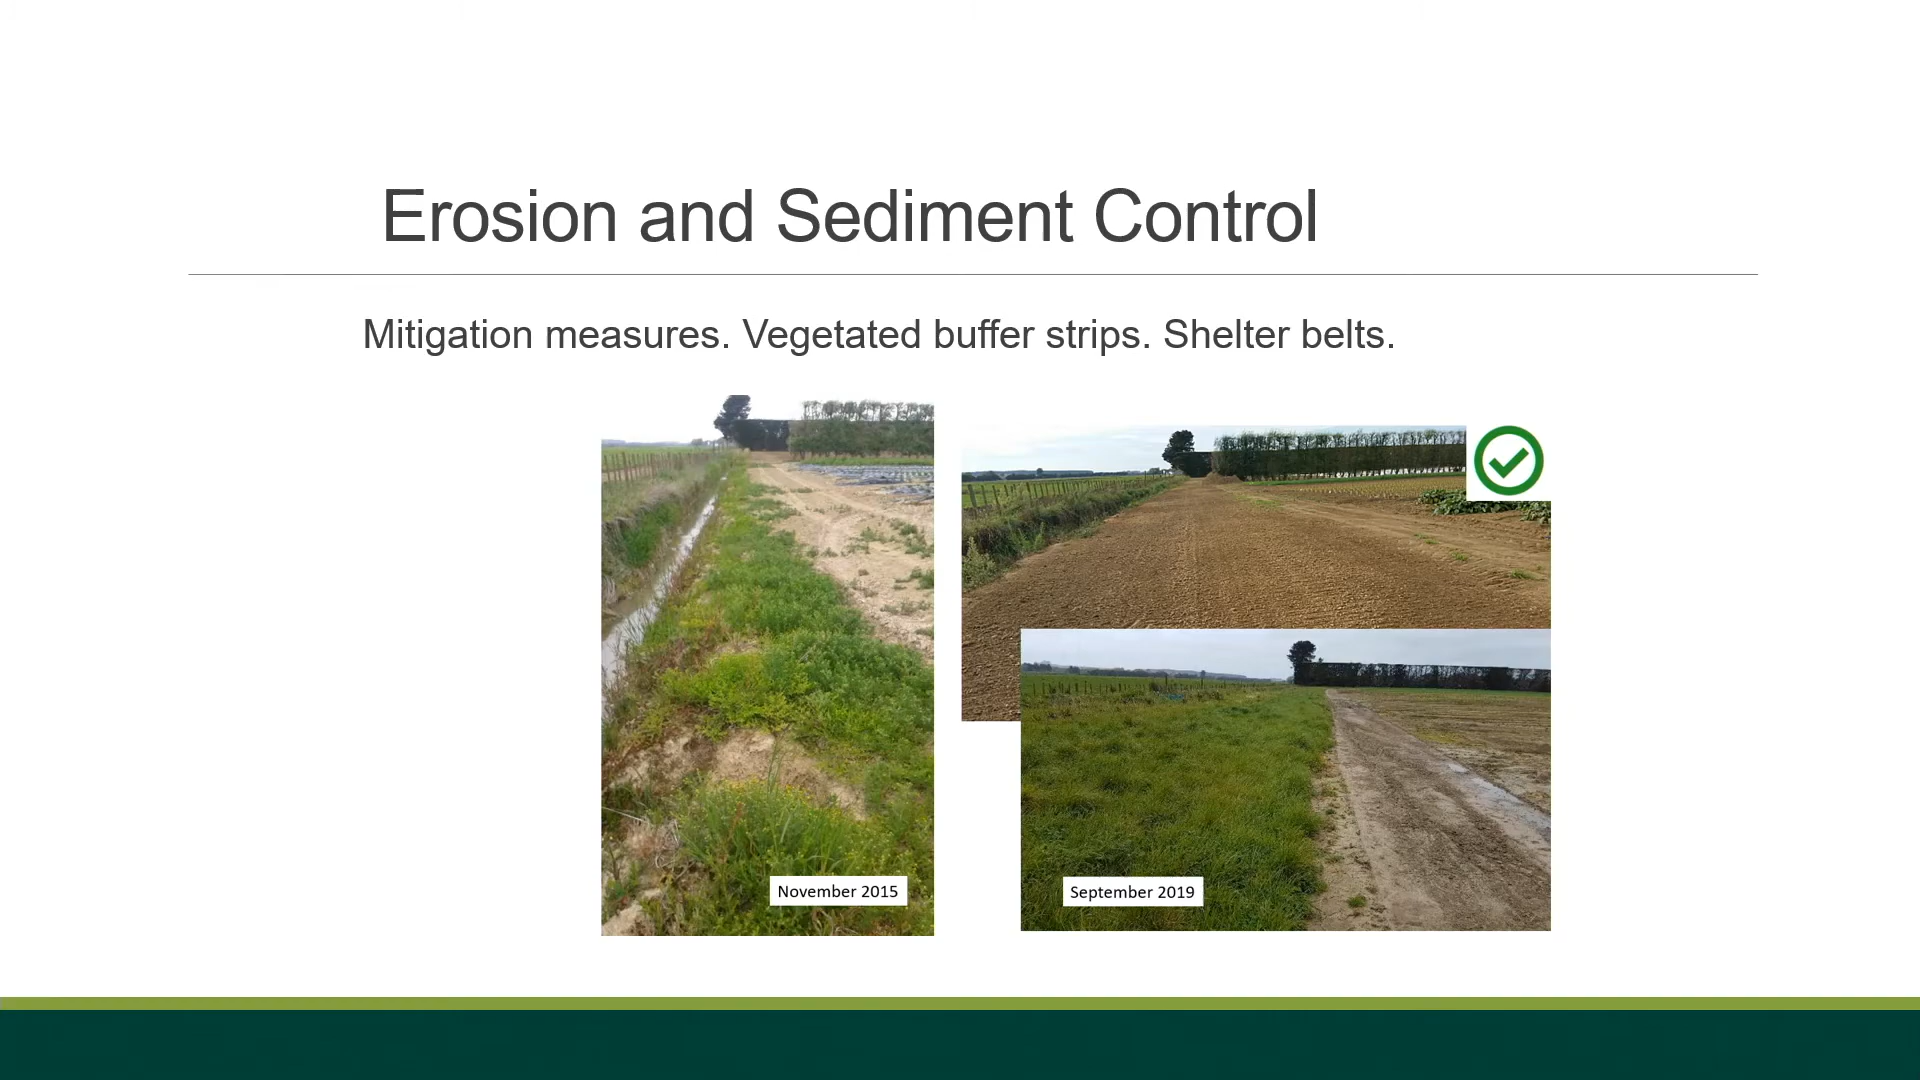 Erosion and Sediment Control
Mitigation measures. Vegetated buffer strips. Shelter belts.
November 2015
September 2019